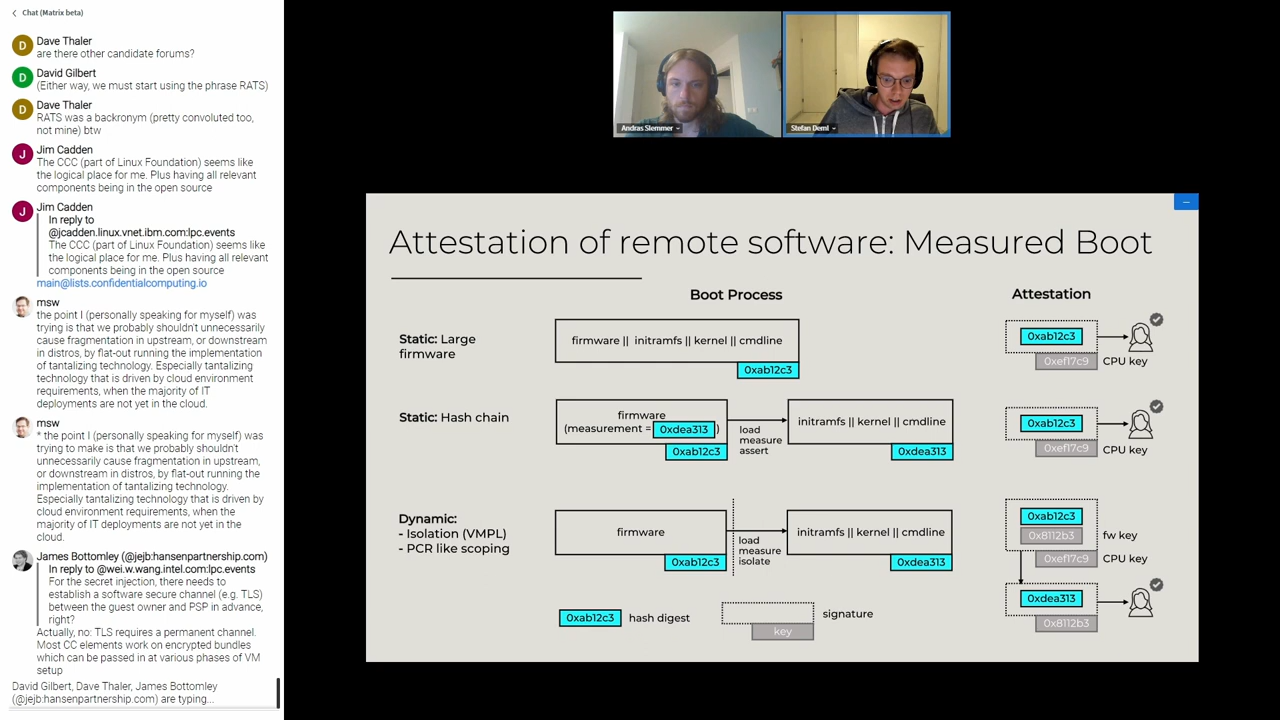 Chat (Matrix beta)
D
Dave Thaler
are there other candidate forums?
D
David Gilbert
(Either way, we must start using the phrase RATS)
D
Dave Thaler
RATS was a backronym (pretty convoluted too,
not mine) btw
J
Jim Cadden
The CCC (part of Linux Foundation) seems like
the logical place for me. Plus having all relevant
components being in the open source
J
Jim Cadden
In reply to
@jcadden.linux.vnet.ibm.com:lpc.events
The CCC (part of Linux Foundation) seems like
the logical place for me. Plus having all relevant
components being in the open source
main@lists.confidentialcomputing.io
msw
the point I (personally speaking for myself) was
trying is that we probably shouldn't unnecessarily
cause fragmentation in upstream, or downstream
in distros, by flat-out running the implementation
of tantalizing technology. Especially tantalizing
technology that is driven by cloud environment
requirements, when the majority of IT
deployments are not yet in the cloud.
msw
* the point I (personally speaking for myself) was
trying to make is that we probably shouldn't
unnecessarily cause fragmentation in upstream,
or downstream in distros, by flat-out running the
implementation of tantalizing technology.
Especially tantalizing technology that is driven by
cloud environment requirements, when the
majority of IT deployments are not yet in the
cloud.
James Bottomley (@jejb:hansenpartnership.com)
In reply to @wei.w.wang.intel.com:lpc.events
For the secret injection, there needs to
establish a software secure channel (e.g. TLS)
between the guest owner and PSP in advance,
right?
Actually, no: TLS requires a permanent channel.
Most CC elements work on encrypted bundles
which can be passed in at various phases of VM
setup
David Gilbert, Dave Thaler, James Bottomley
(@jejb:hansenpartnership.com) are typing...
Andras Slemmer
Stefan Deml
Attestation of remote software: Measured Boot
Boot Process
Attestation
Static: Large
firmware
firmware || initramfs || kernel || cmdline
0xab12c3
0xab12c3
0xef17c9
CPU key
Static: Hash chain
firmware
(measurement = 0xdea313 )
0xab12c3
load
measure
assert
initramfs || kernel || cmdline
0xdea313
0xab12c3
0xef17c9
CPU key
Dynamic:
- Isolation (VMPL)
- PCR like scoping
firmware
0xab12c3
load
measure
isolate
initramfs || kernel || cmdline
0xdea313
0xab12c3
0x8112b3
fw key
0xef17c9
CPU key
0xdea313
0x8112b3
0xab12c3
hash digest
signature
key